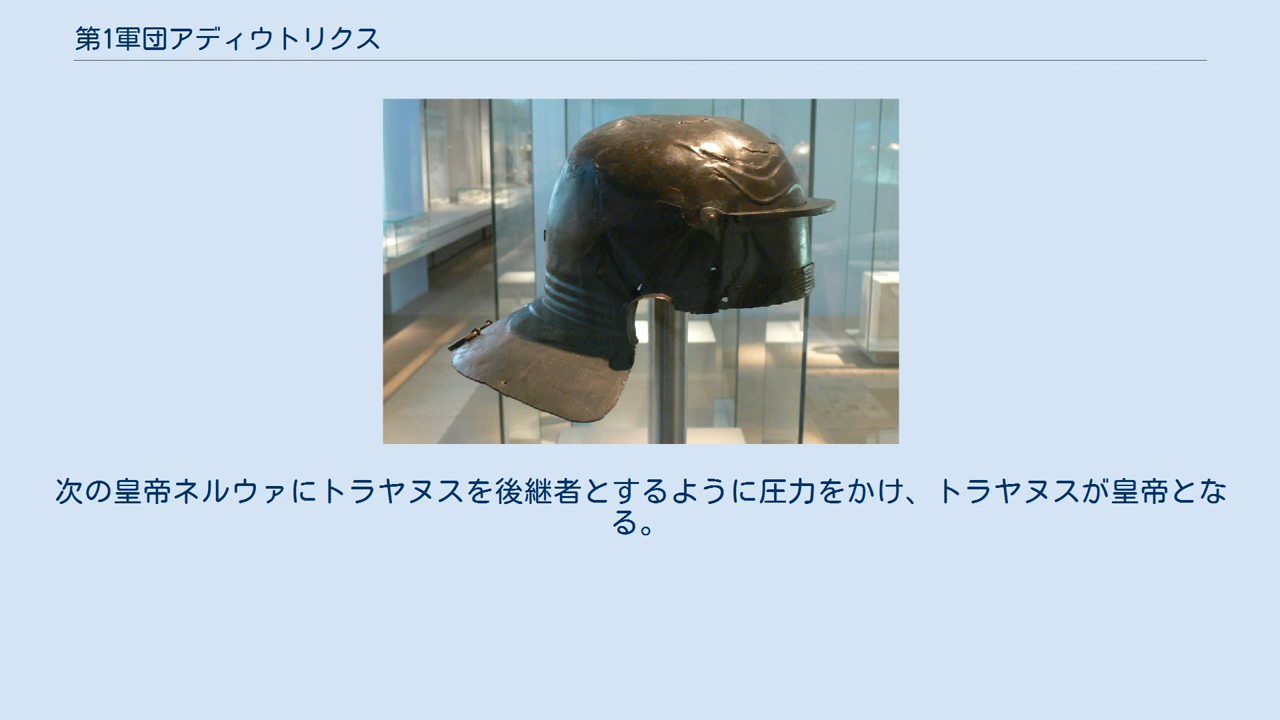 第1軍団アディウトリクス
次の皇帝ネルウァにトラヤヌスを後継者とするように圧力をかけ、トラヤヌスが皇帝とな
る。